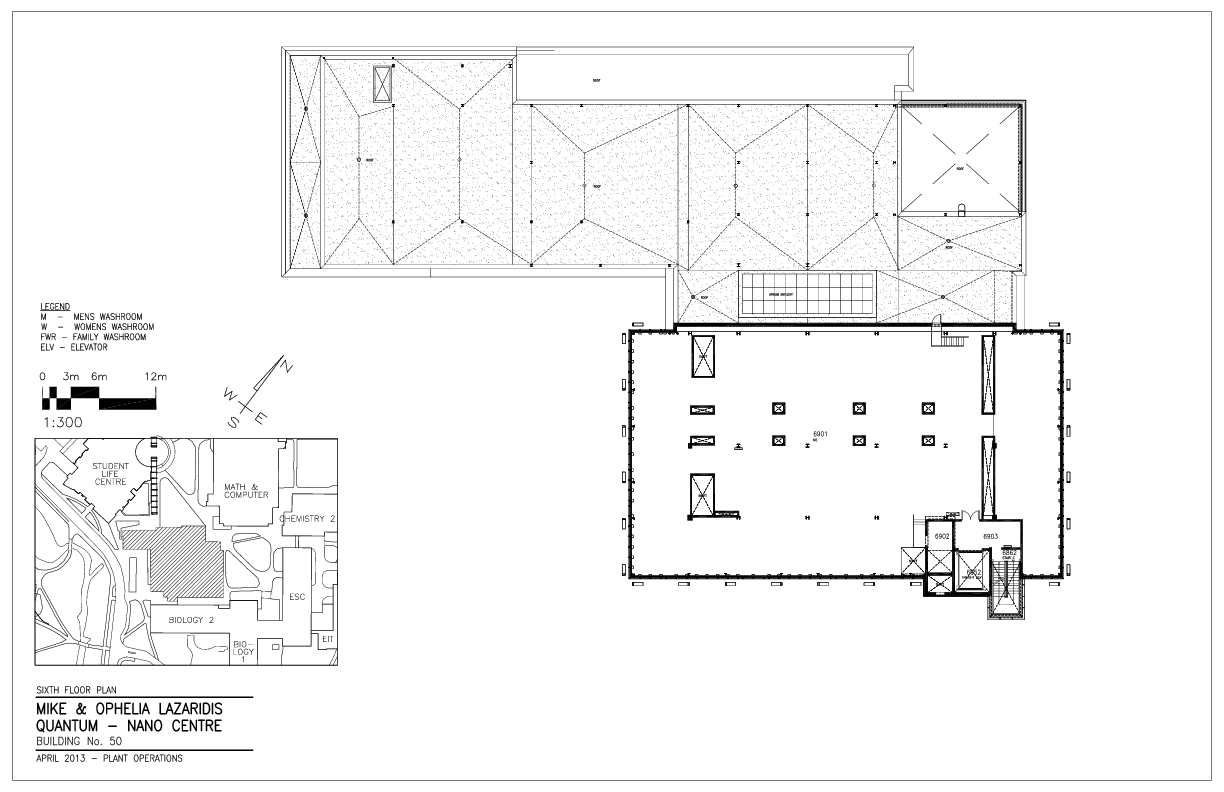 ROOF
ROOF
ROOF
ROOF
ROOF
ROOF
ATRIUM SKYLIGHT
LEGEND
M – MENS WASHROOM
W – WOMENS WASHROOM
FWR – FAMILY WASHROOM
ELV – ELEVATOR
0 3m 6m 12m
1:300
N
W
E
S
6901
6902
6903
6862
STAIR C
6852
STUDENT
LIFE
CENTRE
MATH &
COMPUTER
CHEMISTRY 2
ESC
BIOLOGY 2
BIO–
LOGY
1
EIT
SIXTH FLOOR PLAN
MIKE & OPHELIA LAZARIDIS
QUANTUM – NANO CENTRE
BUILDING No. 50
APRIL 2013 – PLANT OPERATIONS